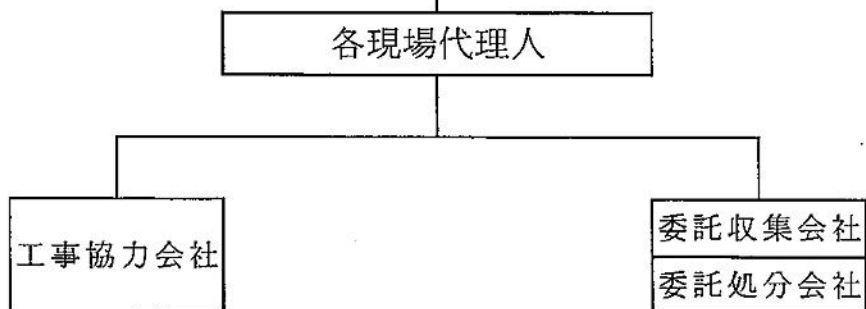 各現場代理人
工事協力会社
委託収集会社
委託処分会社